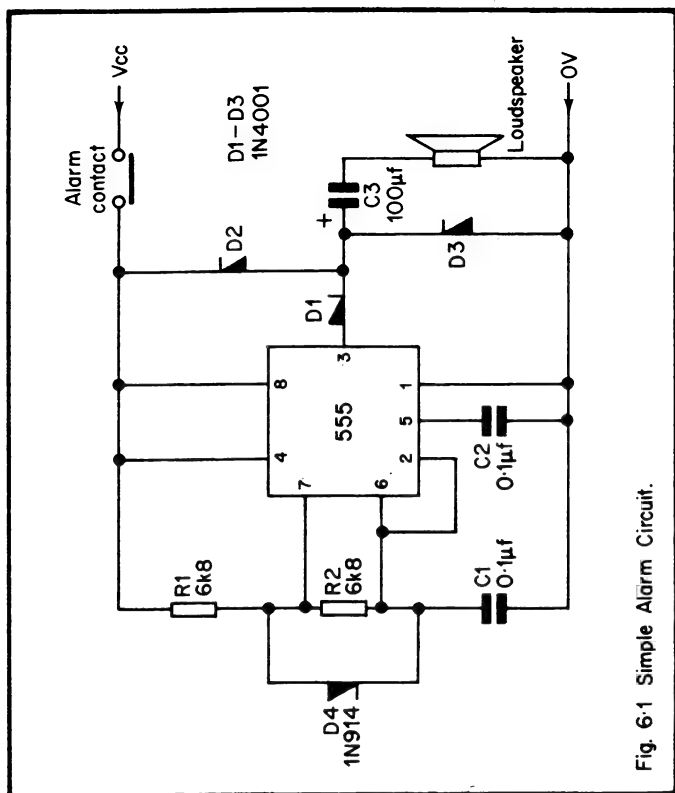 Alarm
contact
Vcc
R1
6k8
D4
1N914
R2
6k8
7
4
8
6
555
3
2
5
1
D1
D2
D1-D3
1N4001
+
C3
100µf
D3
Loudspeaker
C1
0·1µf
C2
0·1µf
0V
Fig. 6·1 Simple Alarm Circuit.